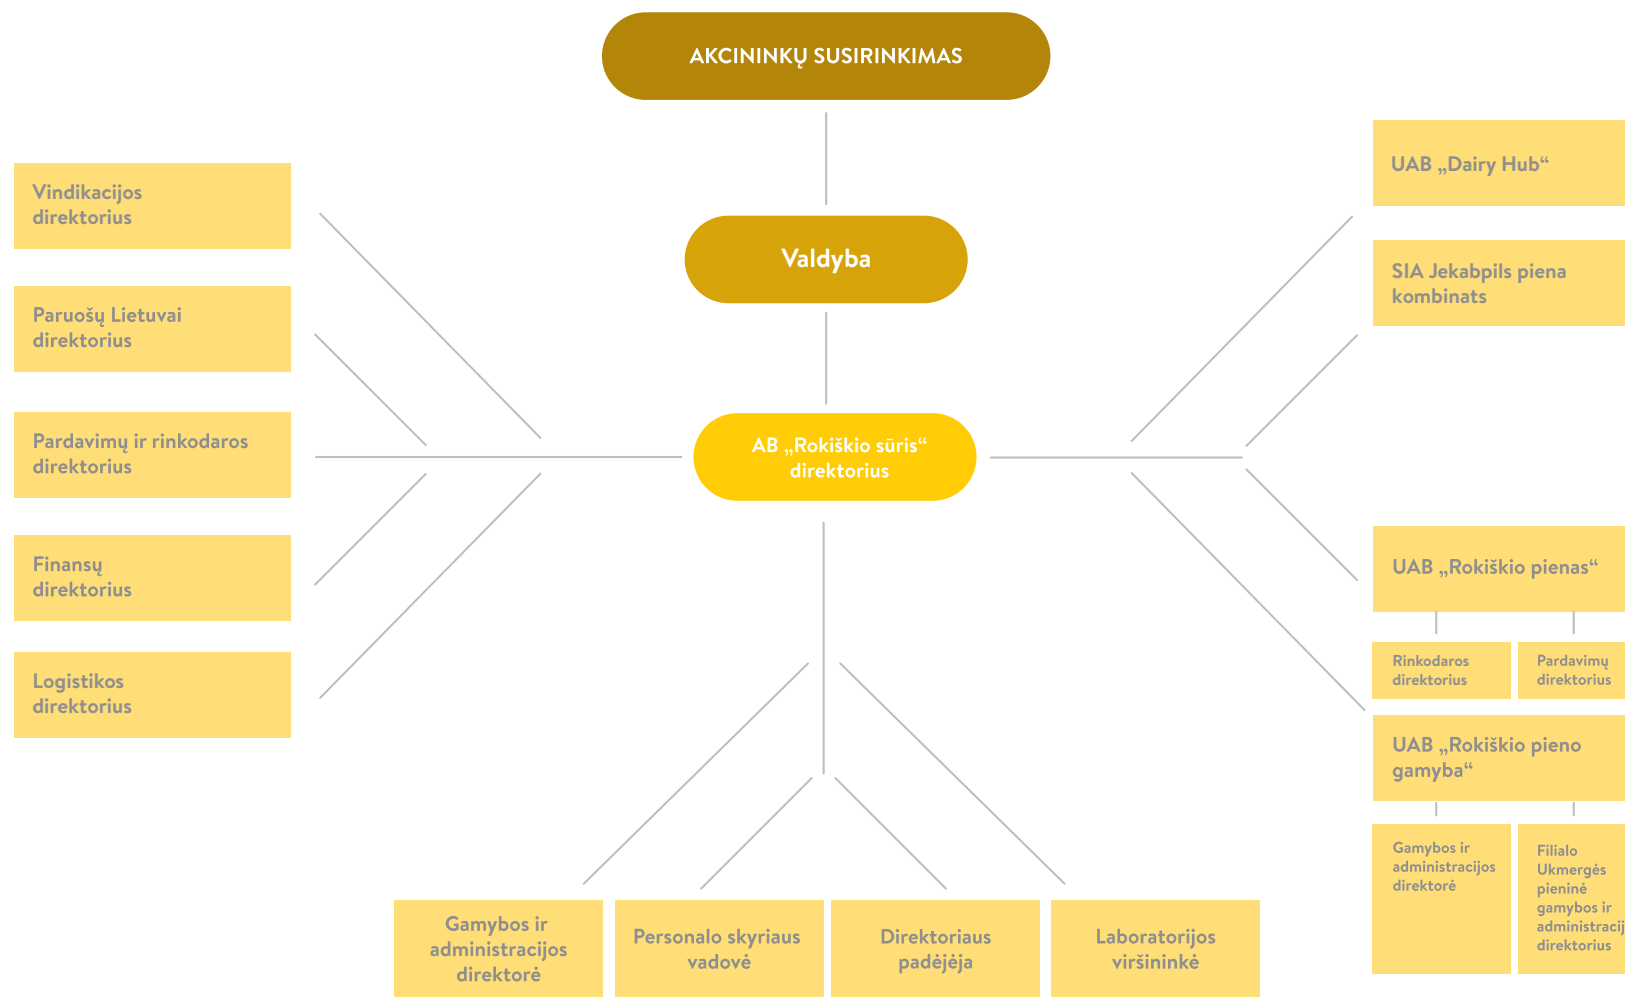 AKCININKŲ SUSIRINKIMAS
Valdyba
AB „Rokiškio sūris“
direktorius
Vindikacijos
direktorius
Paruošų Lietuvai
direktorius
Pardavimų ir rinkodaros
direktorius
Finansų
direktorius
Logistikos
direktorius
UAB „Dairy Hub“
SIA Jekabpils piena
kombinats
UAB „Rokiškio pienas“
Rinkodaros
direktorius
Pardavimų
direktorius
UAB „Rokiškio pieno
gamyba“
Gamybos ir
administracijos
direktorė
Filialo
Ukmergės
pieninė
gamybos ir
administracij
direktorius
Gamybos ir
administracijos
direktorė
Personalo skyriaus
vadovė
Direktoriaus
padėjėja
Laboratorijos
viršininkė